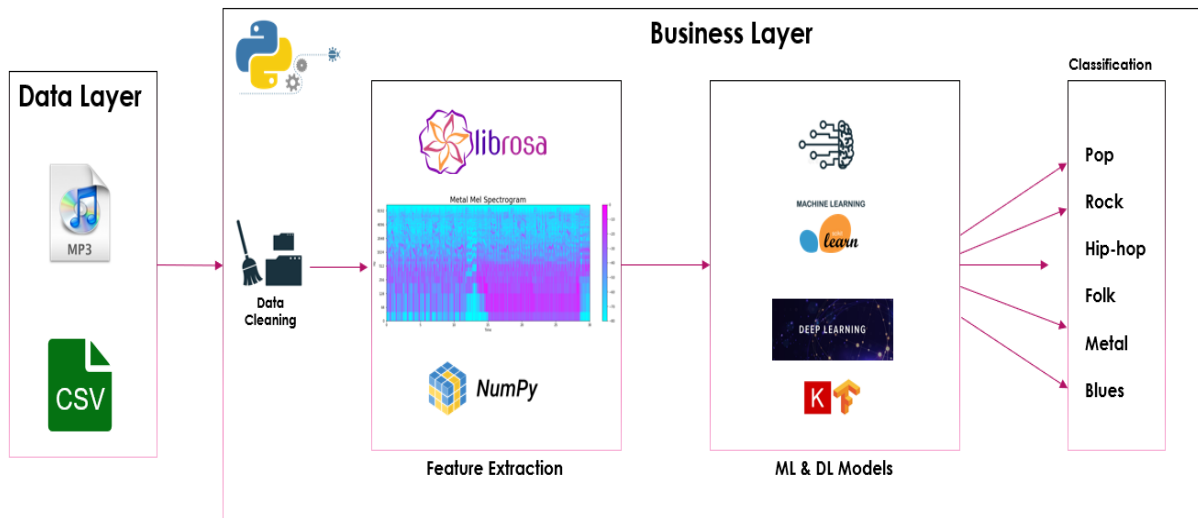 Business Layer
Data Layer
Classification
librosa
Metal Mel Spectrogram
MP3
Data
Cleaning
MACHINE LEARNING
learn
DEEP LEARNING
CSV
NumPy
K
Pop
Rock
Hip-hop
Folk
Metal
Blues
Feature Extraction
ML & DL Models